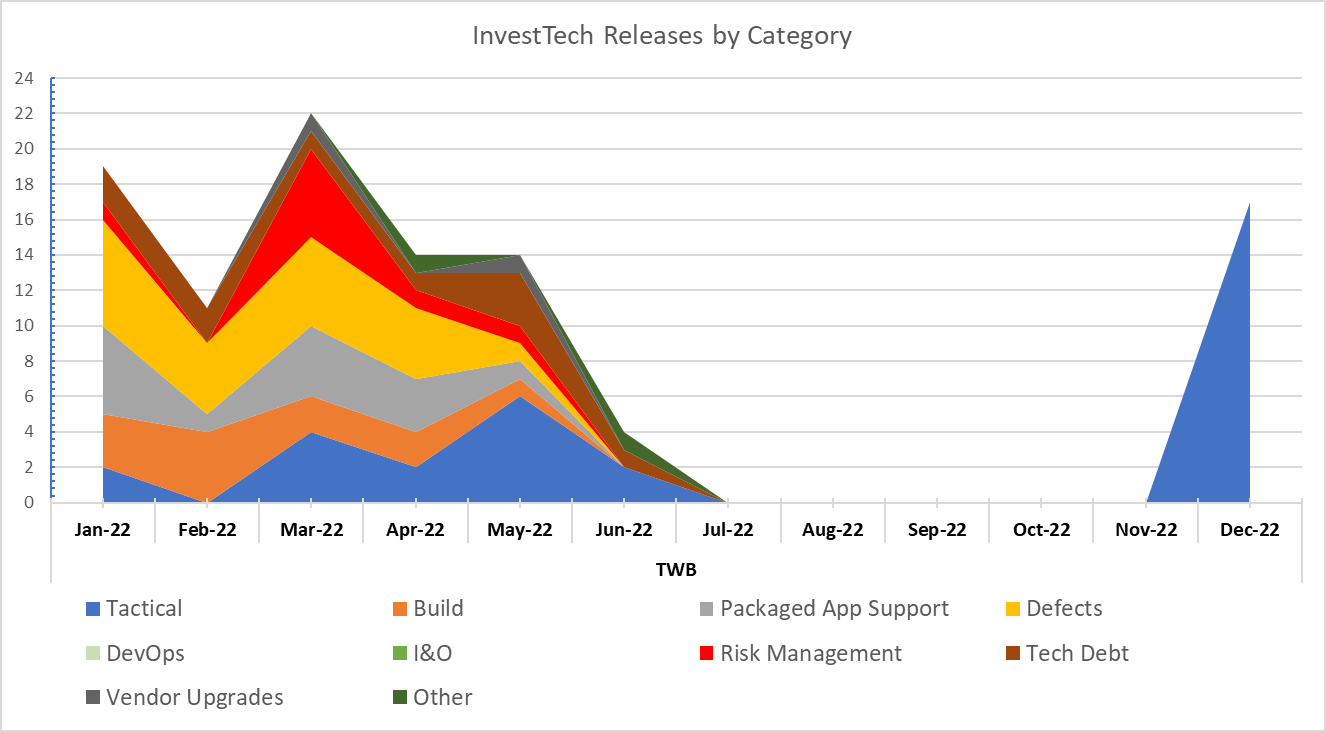 InvestTech Releases by Category
24
22
20
18
16
14
12
10
8
6
4
2
0
Jan-22 Feb-22 Mar-22 Apr-22 May-22 Jun-22 Jul-22 Aug-22 Sep-22 Oct-22 Nov-22 Dec-22
TWB
Tactical Build Packaged App Support Defects
DevOps I&O Risk Management Tech Debt
Vendor Upgrades Other